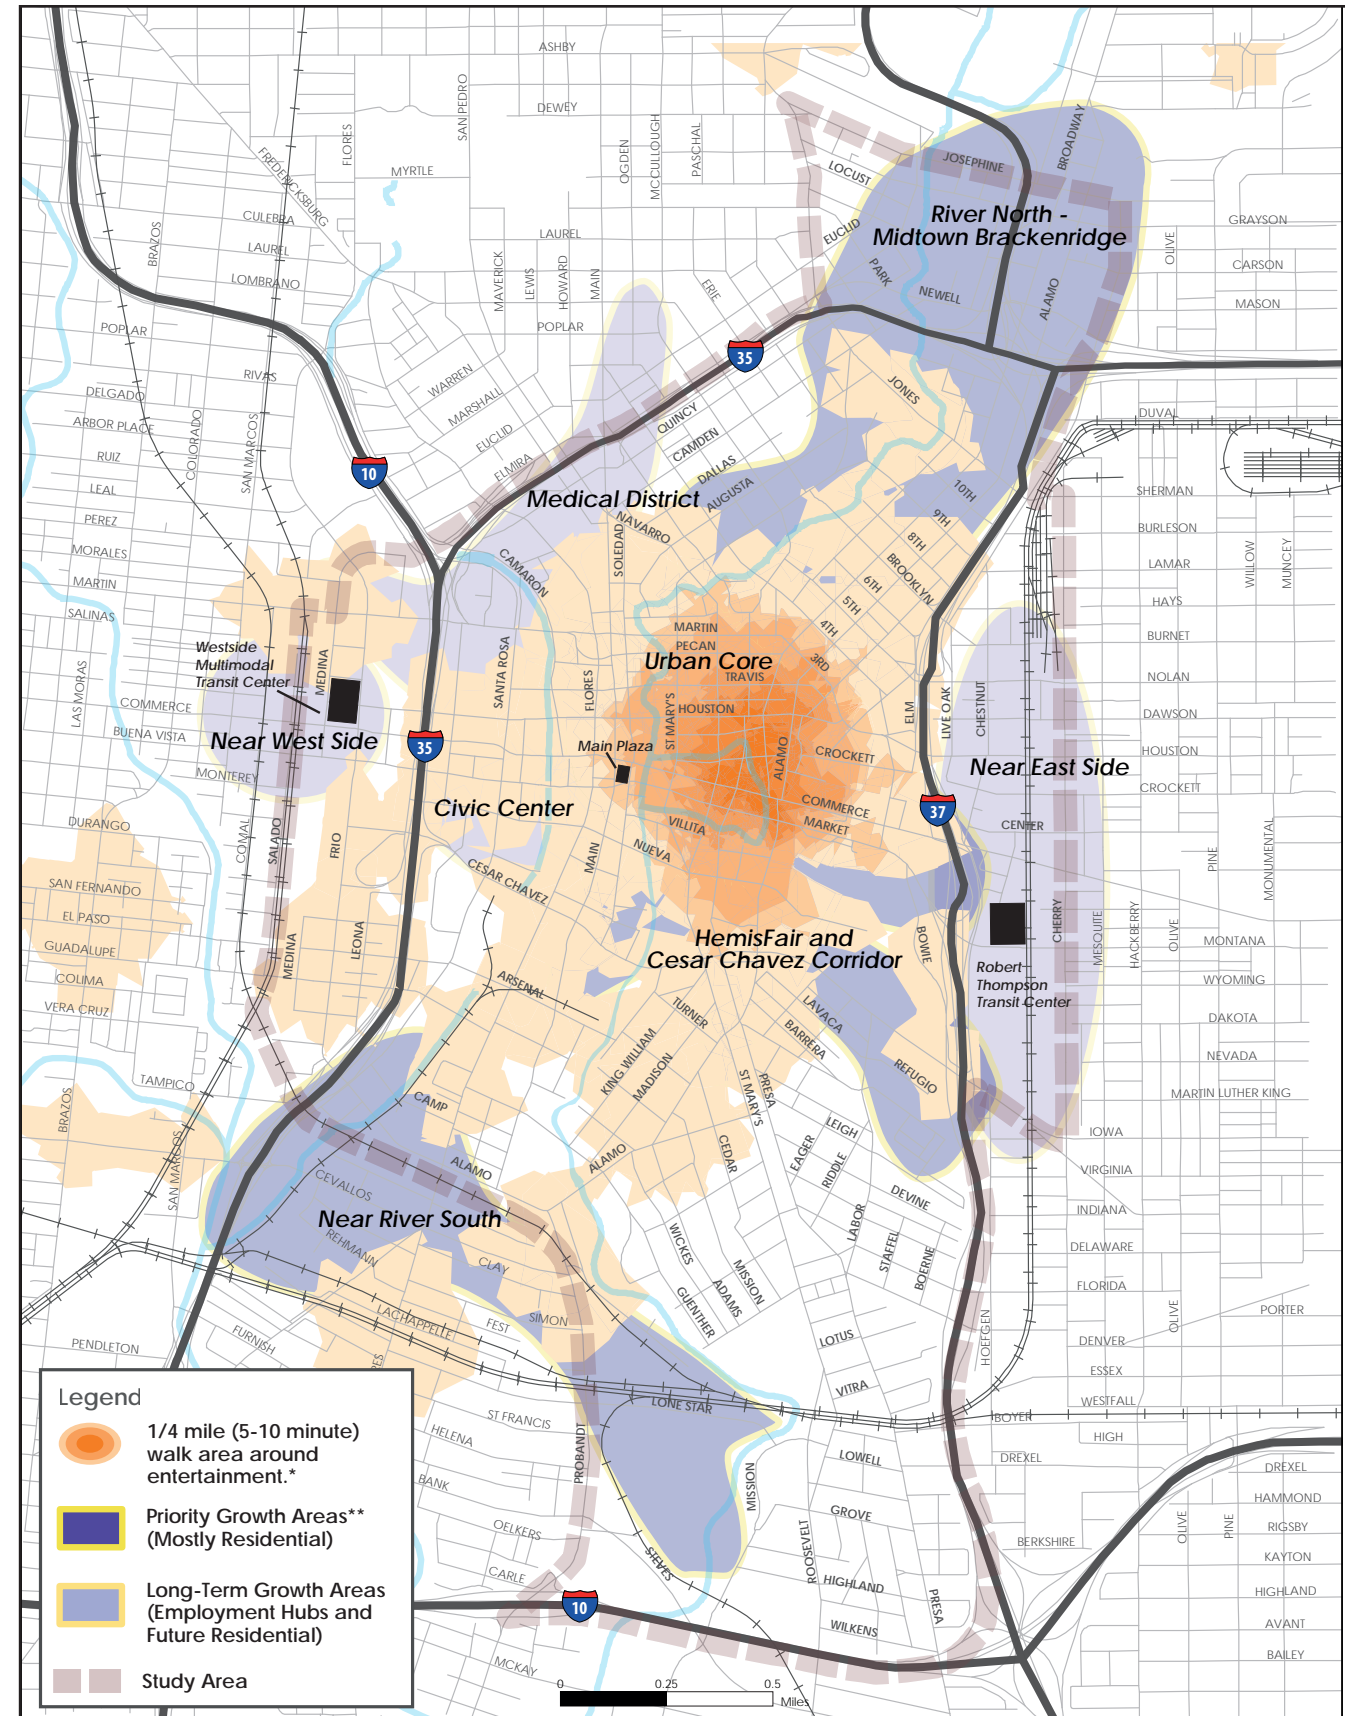 ASHBY
SAN PEDRO
DEWEY
FLORES
OGDEN
MCCULLOUGH
PASCHAL
BROADWAY
FREDERICKSBURG
MYRTLE
LOCUST
JOSEPHINE
CULEBRA
LAUREL
LAUREL
LOMBRANO
BRAZOS
EUCLID
River North -
Midtown Brackenridge
OLIVE
GRAYSON
CARSON
MASON
MAVERICK
LEWIS
HOWARD
MAIN
ERIE
PARK
NEWELL
ALAMO
POPLAR
POPLAR
RIVAS
35
WARREN
MARSHALL
EUCLID
ELMIRA
QUINCY
CAMDEN
DALLAS
AUGUSTA
JONES
DELGADO
ARBOR PLACE
COLORADO
SAN MARCOS
RUIZ
LEAL
PEREZ
MORALES
MARTIN
SALINAS
10
Medical District
NAVARRO
SOLEDAD
CAMARON
10TH
9TH
8TH
BROOKLYN
6TH
5TH
4TH
3RD
DUVAL
SHERMAN
BURLESON
LAMAR
WILLOW
MUNCEY
HAYS
BURNET
NOLAN
DAWSON
HOUSTON
CROCKETT
Westside
Multimodal
Transit Center
MEDINA
LAS MORAS
COMMERCE
BUENA VISTA
MONTEREY
Near West Side
35
SANTA ROSA
FLORES
MARTIN
PECAN
Urban Core
TRAVIS
ST MARY'S
HOUSTON
Main Plaza
ALAMO
CROCKETT
COMMERCE
MARKET
VILLITA
NUEVA
ELM
LIVE OAK
CHESTNUT
Near East Side
37
CENTER
Civic Center
CESAR CHAVEZ
MAIN
DURANGO
COMAL
SALADO
FRIO
SAN FERNANDO
EL PASO
GUADALUPE
COLIMA
VERA CRUZ
MEDINA
LEONA
PINE
MONUMENTAL
CHERRY
MESQUITE
HACKBERRY
OLIVE
MONTANA
WYOMING
DAKOTA
NEVADA
MARTIN LUTHER KING
HemisFair and
Cesar Chavez Corridor
BOWIE
Robert
Thompson
Transit Center
ARSENAL
TURNER
LAVACA
BARRERA
KING WILLIAM
MADISON
REFUGIO
ST MARY'S
PRESA
TAMPICO
BRAZOS
SAN MARCOS
CAMP
ALAMO
ALAMO
CEDAR
EAGER
LEIGH
RIDDLE
IOWA
VIRGINIA
INDIANA
DELAWARE
FLORIDA
PORTER
DENVER
ESSEX
WESTFALL
OLIVE
CEVALLOS
Near River South
REHMANN
CLAY
LACHAPPELLE
FEST
SIMON
WICKES
MISSION
ADAMS
GUENTHER
DEVINE
LABOR
STAFFEL
BOERNE
HOEFGEN
LOTUS
VITRA
PENDLETON
FURNISH
LONE STAR
BOYER
HIGH
DREXEL
DREXEL
ST FRANCIS
HELENA
BANK
OELKERS
CARLE
MCKAY
PROBANDT
STEVES
MISSION
LOWELL
GROVE
ROOSEVELT
HIGHLAND
WILKENS
PRESA
BERKSHIRE
OLIVE
PINE
HAMMOND
RIGSBY
KAYTON
HIGHLAND
AVANT
BAILEY
10
Legend
1/4 mile (5-10 minute)
walk area around
entertainment.*
Priority Growth Areas**
(Mostly Residential)
Long-Term Growth Areas
(Employment Hubs and
Future Residential)
Study Area
0 0.25 0.5
Miles